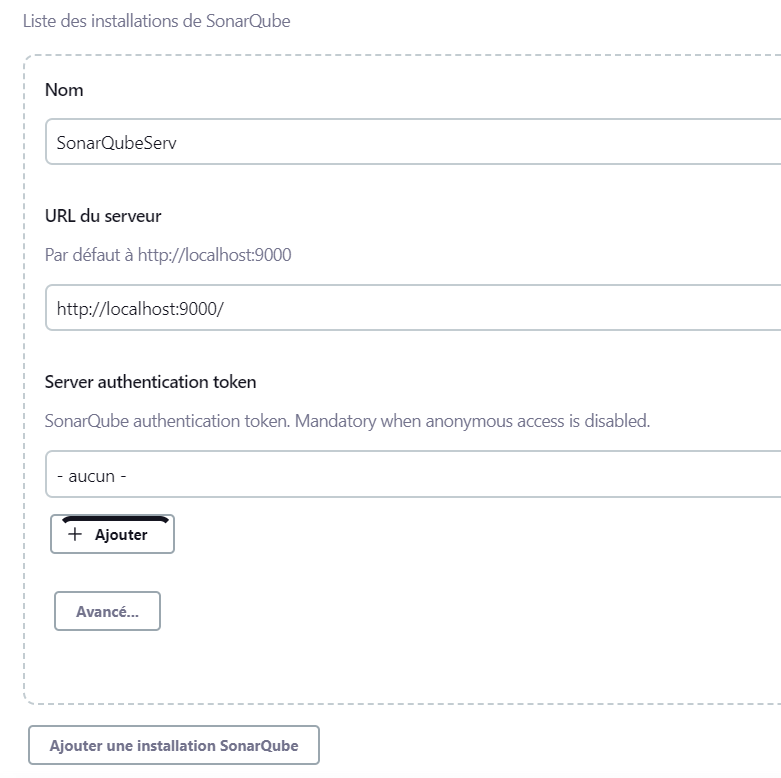 Liste des installations de SonarQube
Nom
SonarQubeServ
URL du serveur
Par défaut à http://localhost:9000
http://localhost:9000/
Server authentication token
SonarQube authentication token. Mandatory when anonymous access is disabled.
- aucun -
+ Ajouter
Avancé...
Ajouter une installation SonarQube